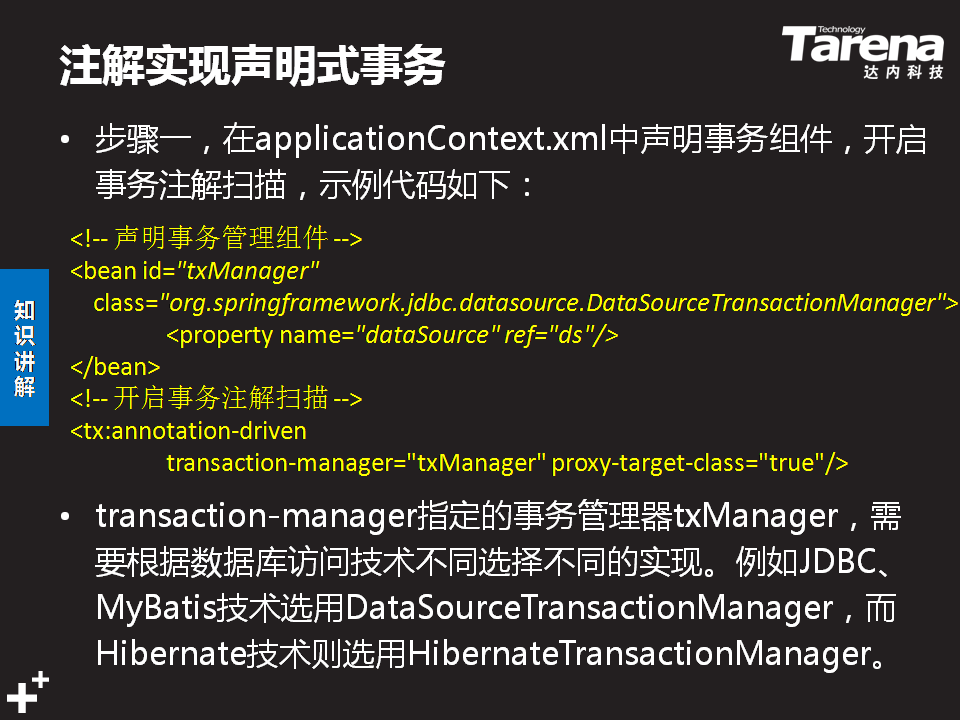 注解实现声明式事务
Technology
Tarena
达内科技
• 步骤一，在applicationContext.xml中声明事务组件，开启
事务注解扫描，示例代码如下：
<!-- 声明事务管理组件 -->
<bean id="txManager"
class="org.springframework.jdbc.datasource.DataSourceTransactionManager">
<property name="dataSource" ref="ds"/>
</bean>
<!-- 开启事务注解扫描 -->
<tx:annotation-driven
transaction-manager="txManager" proxy-target-class="true"/>
知识讲解
• transaction-manager指定的事务管理器txManager，需
要根据数据库访问技术不同选择不同的实现。例如JDBC、
MyBatis技术选用DataSourceTransactionManager，而
Hibernate技术则选用HibernateTransactionManager。